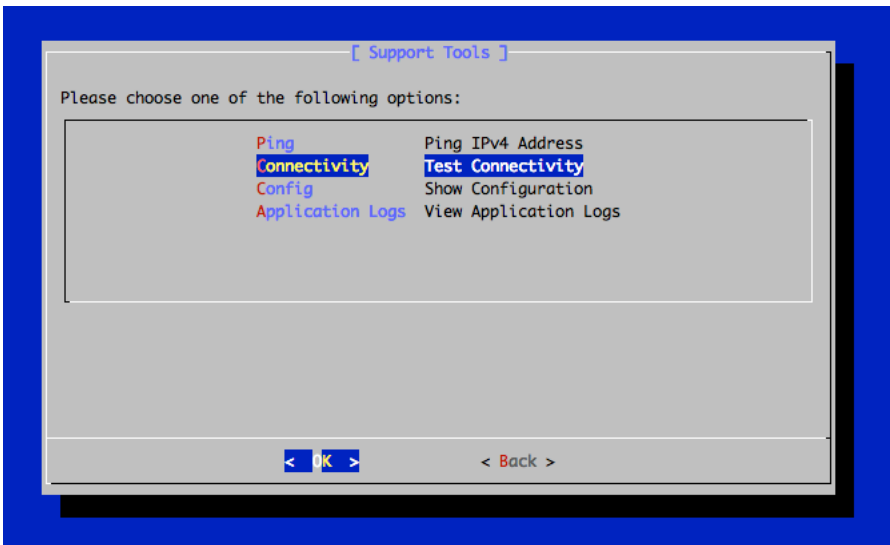 [ Support Tools ]
Please choose one of the following options:
Ping Ping IPv4 Address
Connectivity Test Connectivity
Config Show Configuration
Application Logs View Application Logs
< OK > < Back >